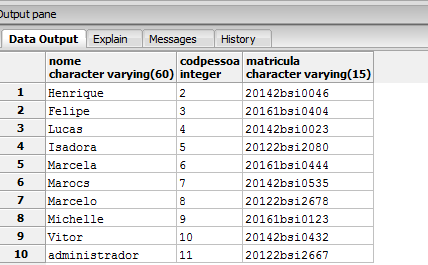 Output pane
Data Output Explain Messages History
nome codpessoa matricula
character varying(60) integer character varying(15)
1 Henrique 2 20142bsi0046
2 Felipe 3 20161bsi0404
3 Lucas 4 20142bsi0023
4 Isadora 5 20122bsi2080
5 Marcela 6 20161bsi0444
6 Marocs 7 20142bsi0535
7 Marcelo 8 20122bsi2678
8 Michelle 9 20161bsi0123
9 Vitor 10 20142bsi0432
10 administrador 11 20122bsi2667